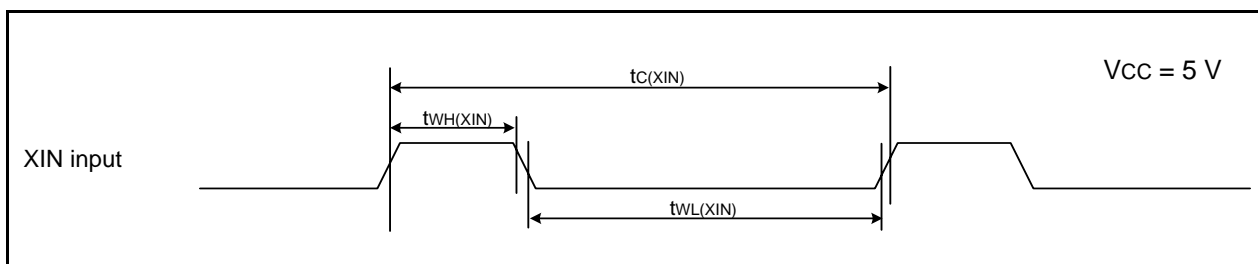 tC(XIN)
VCC = 5 V
tWH(XIN)
XIN input
tWL(XIN)